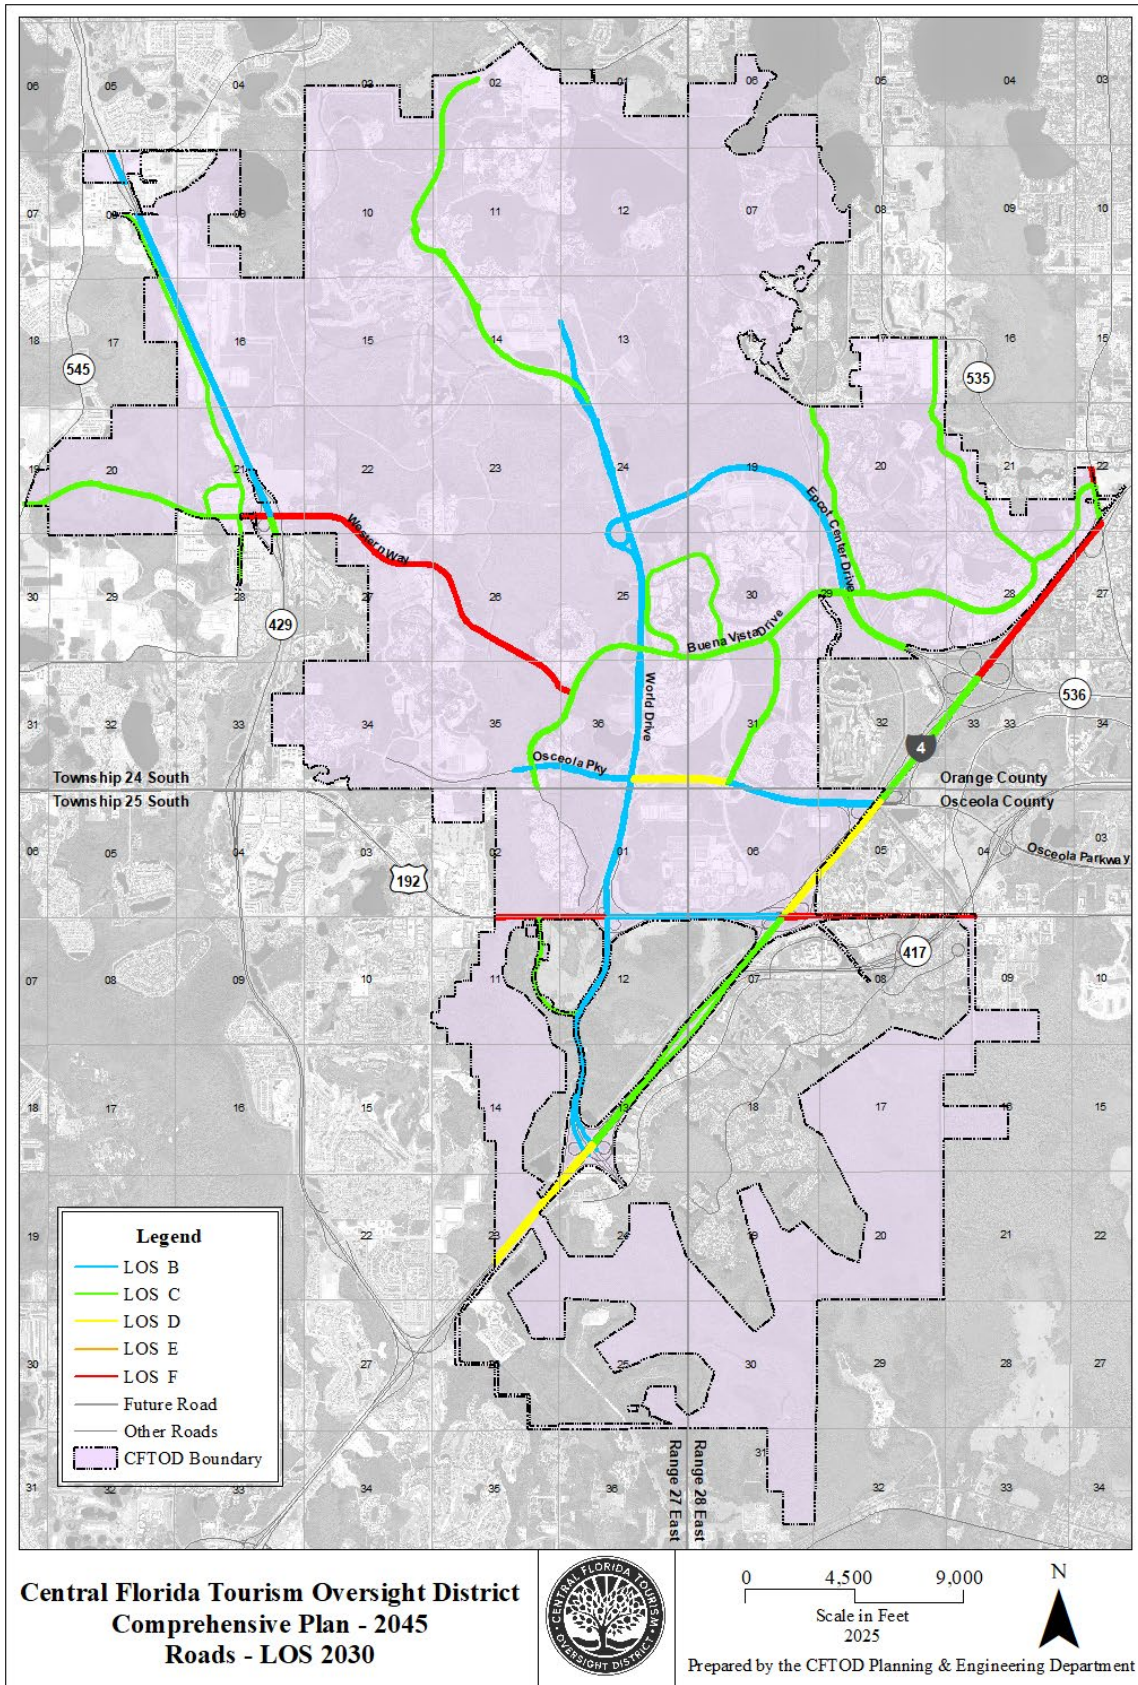 06 05 04 03 02 01 06 05 04 03
07 09 08 10 11 12 07 08 09 10
18 17 16 15 14 13 18 17 16
545
535
19 20 21 22 23 24 19 20 21 22
Western Way
Epcot Center Drive
30 29 28 27 26 25 30 29 28 27
429
Buena Vista Drive
World Drive
536
31 32 33 34 35 36 31 32 33 33 34
4
Osceola Pky
Township 24 South
Orange County
Township 25 South
Osceola County
06 05 04 03 02 01 06 05 04 03
Osceola Parkway
192
417
07 08 09 10 11 12 07 08 09 10
18 17 16 15 14 13 18 17 16 15
19 22 23 24 19 20 21 22
Legend
LOS B
LOS C
LOS D
LOS E
LOS F
Future Road
Other Roads
CFTOD Boundary
30 27 26 25 30 29 28 27
Range 27 East
Range 28 East
31 32 33 34 35 36 31 32 33 34
Central Florida Tourism Oversight District
Comprehensive Plan - 2045
Roads - LOS 2030
CENTRAL FLORIDA TOURISM
OVERSIGHT DISTRICT
0 4,500 9,000
Scale in Feet
2025
N
Prepared by the CFTOD Planning & Engineering Department